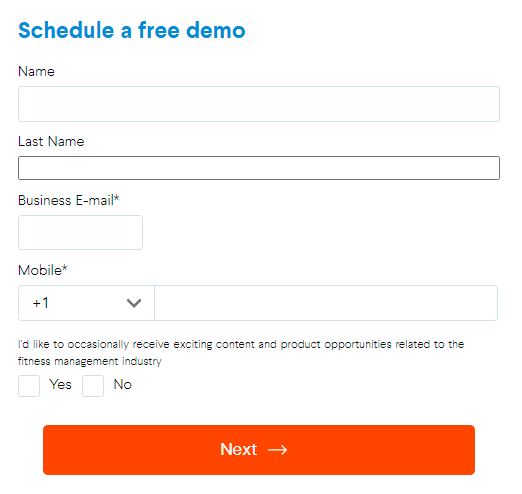 Schedule a free demo
Name
Last Name
Business E-mail*
Mobile*
+1
I'd like to occasionally receive exciting content and product opportunities related to the
fitness management industry
Yes No
Next →